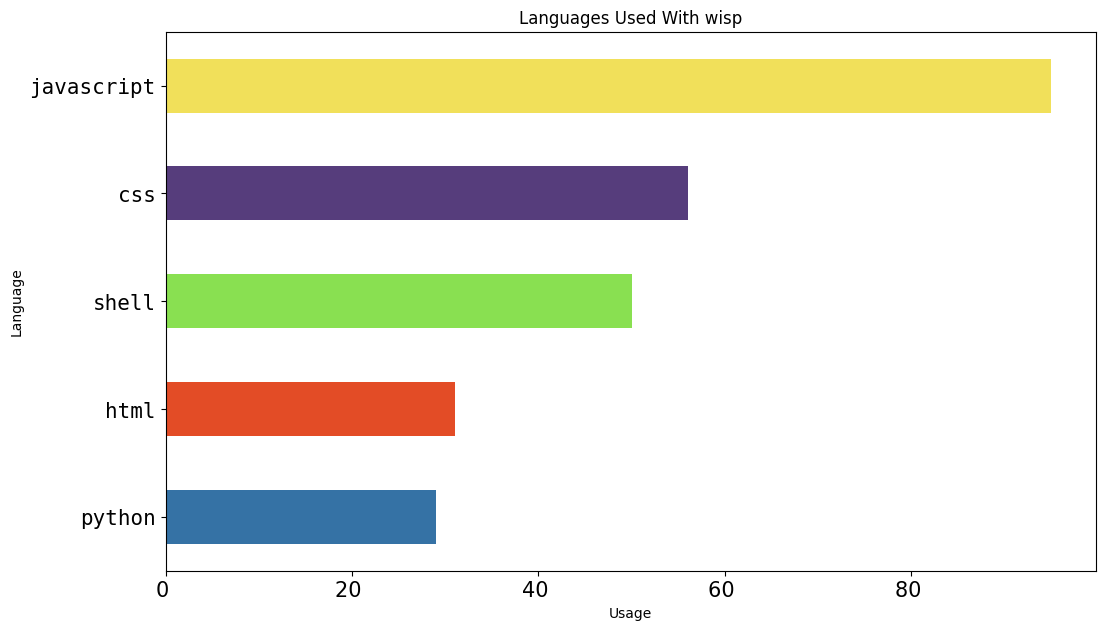 Languages Used With wisp
javascript
css
shell
html
python
Language
0 20 40 60 80
Usage